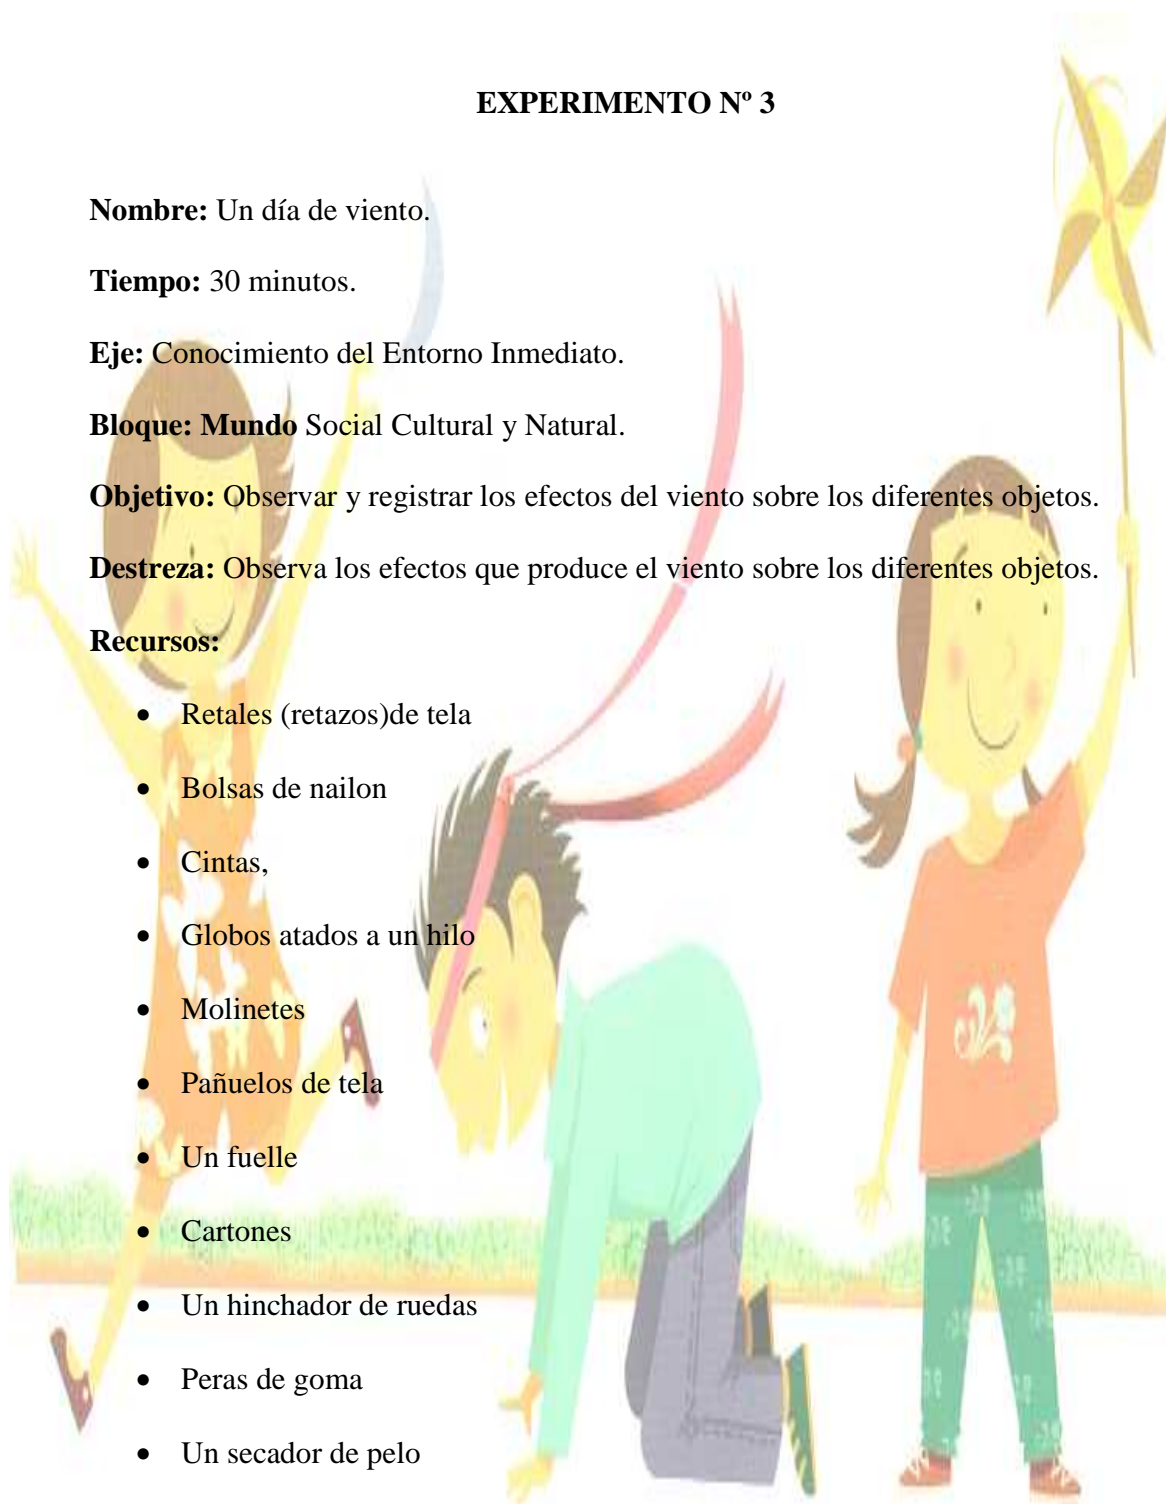 EXPERIMENTO Nº 3
Nombre: Un día de viento.
Tiempo: 30 minutos.
Eje: Conocimiento del Entorno Inmediato.
Bloque: Mundo Social Cultural y Natural.
Objetivo: Observar y registrar los efectos del viento sobre los diferentes objetos.
Destreza: Observa los efectos que produce el viento sobre los diferentes objetos.
Recursos:
• Retales (retazos)de tela
• Bolsas de nailon
• Cintas,
• Globos atados a un hilo
• Molinetes
• Pañuelos de tela
• Un fuelle
• Cartones
• Un hinchador de ruedas
• Peras de goma
• Un secador de pelo